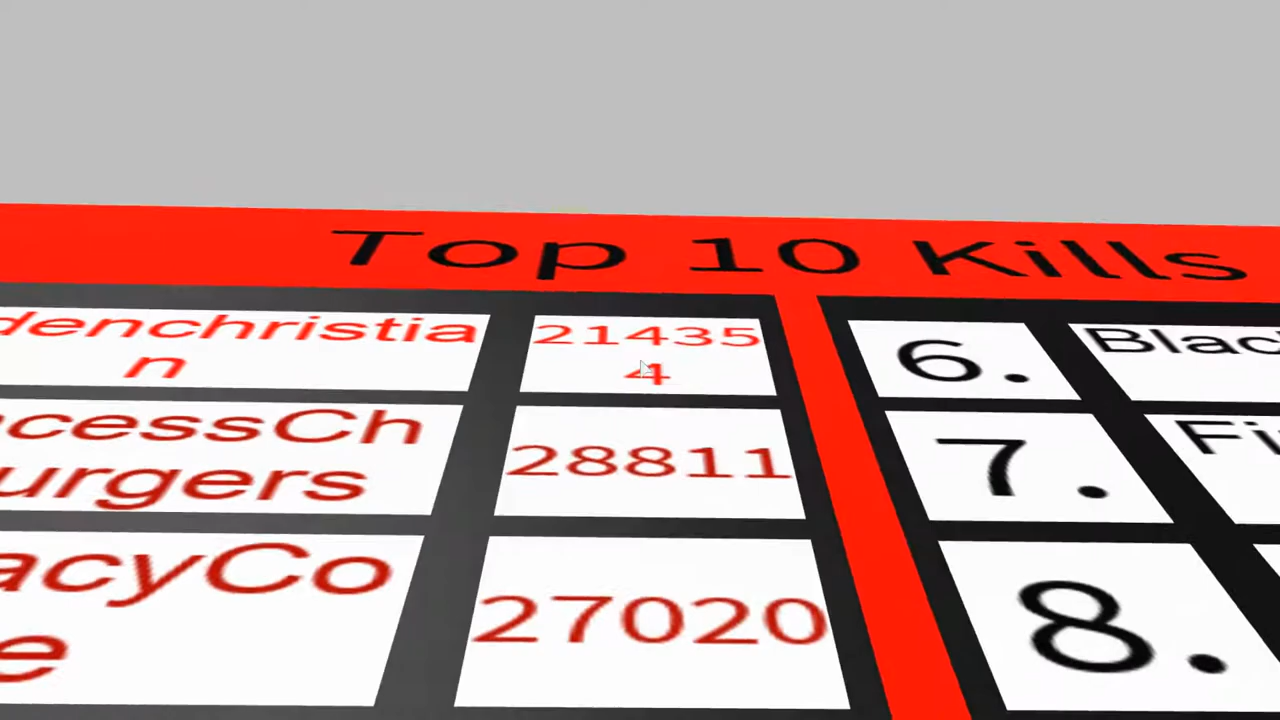 Top 10 Kills
denchristia
n
21435
4
6.
cessCh
urgers
28811
7.
acyCo
e
27020
8.